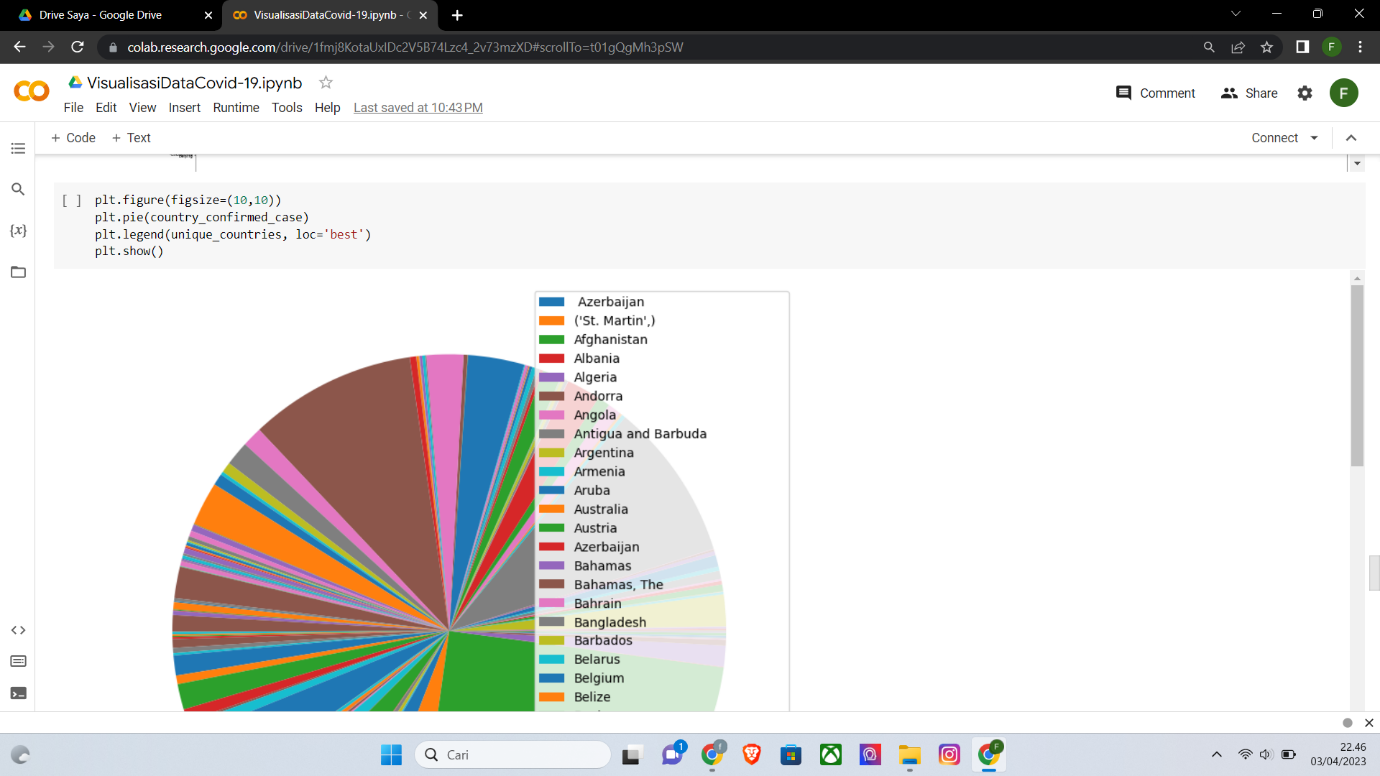 Drive Saya - Google Drive
VisualisasiDataCovid-19.ipynb -
colab.research.google.com/drive/1fmj8KotaUxIDc2V5B74Lzc4_2v73mzXD#scrollTo=t01gQgMh3pSW
F
VisualisasiDataCovid-19.ipynb
File Edit View Insert Runtime Tools Help Last saved at 10:43 PM
Comment
Share
F
+ Code + Text
Connect
{x}
[ ] plt.figure(figsize=(10,10))
plt.pie(country_confirmed_case)
plt.legend(unique_countries, loc='best')
plt.show()
Azerbaijan
('St. Martin',)
Afghanistan
Albania
Algeria
Andorra
Angola
Antigua and Barbuda
Argentina
Armenia
Aruba
Australia
Austria
Azerbaijan
Bahamas
Bahamas, The
Bahrain
Bangladesh
Barbados
Belarus
Belgium
Belize
Cari
1
f
F
22.46
03/04/2023